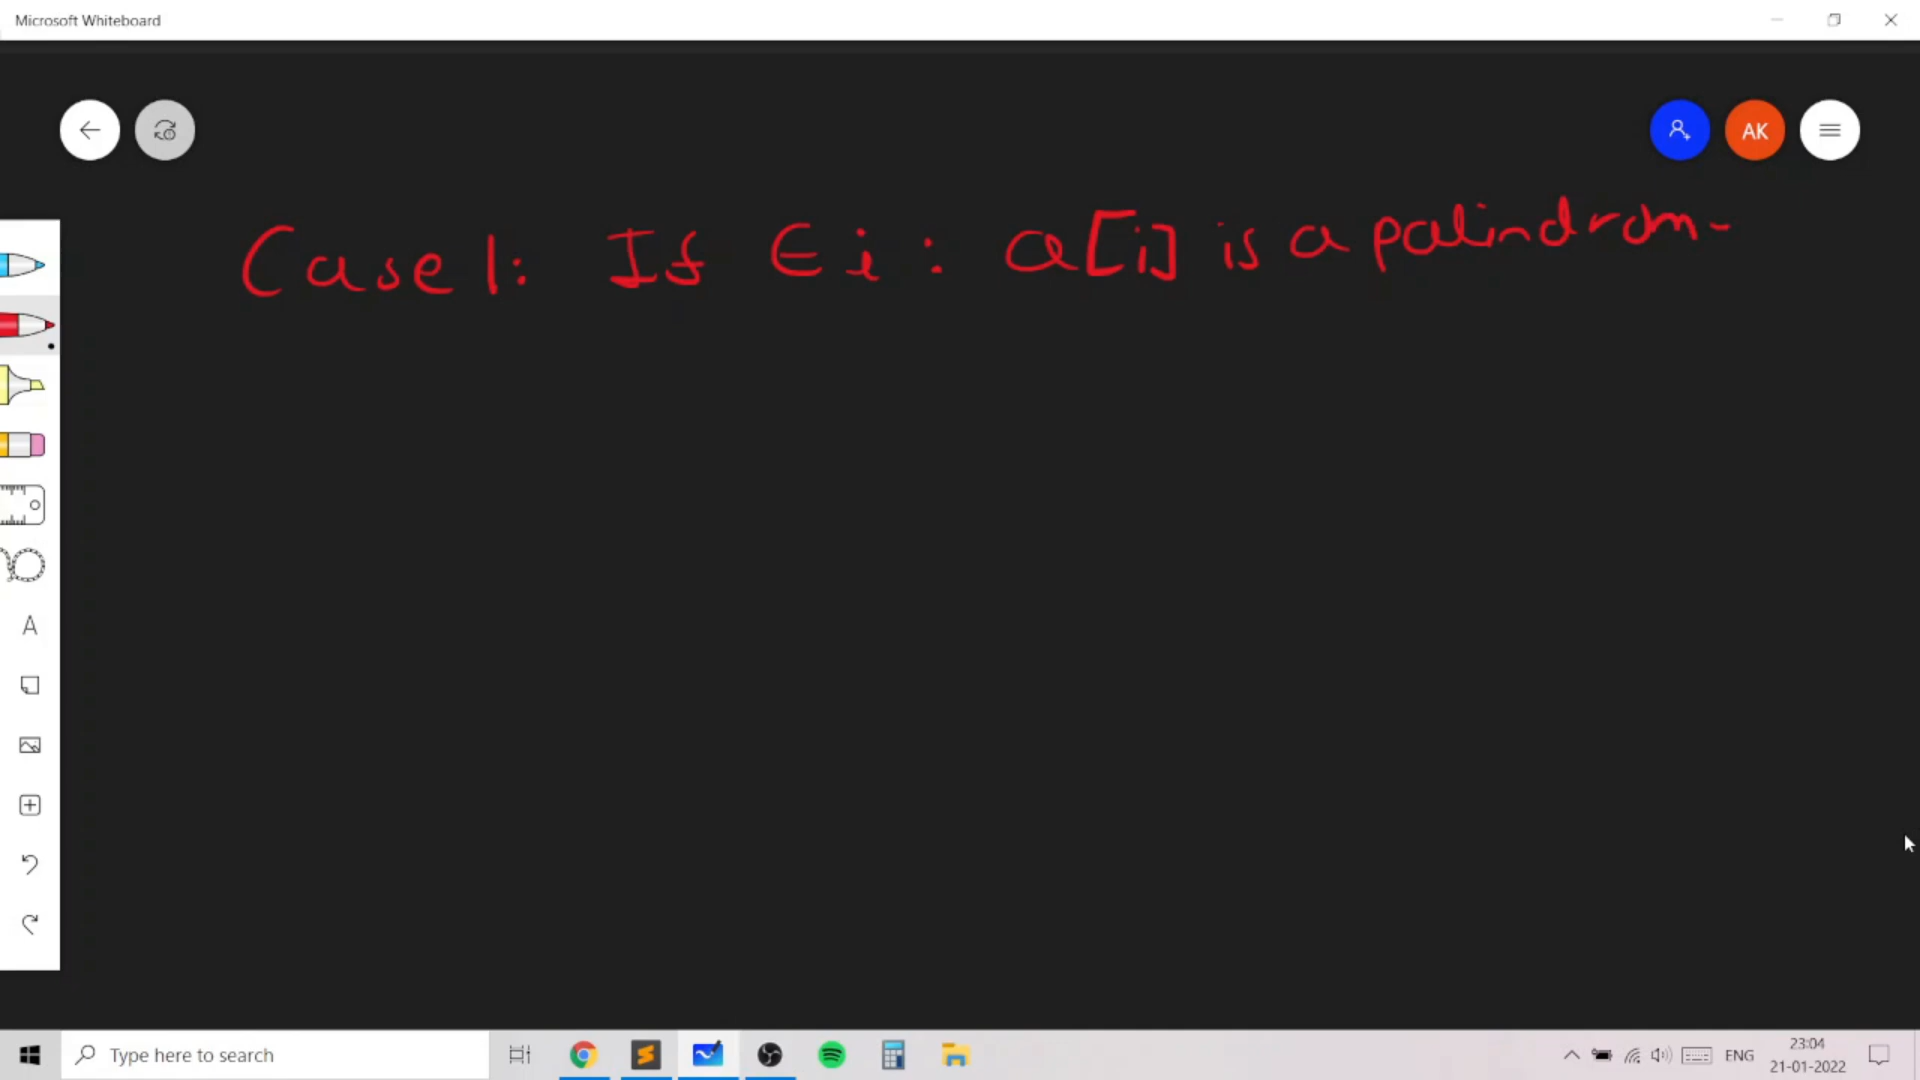 Microsoft Whiteboard
AK
Case 1: If ∈ i : a[i] is a palindrom-
A
Type here to search
ENG
23:04
21-01-2022